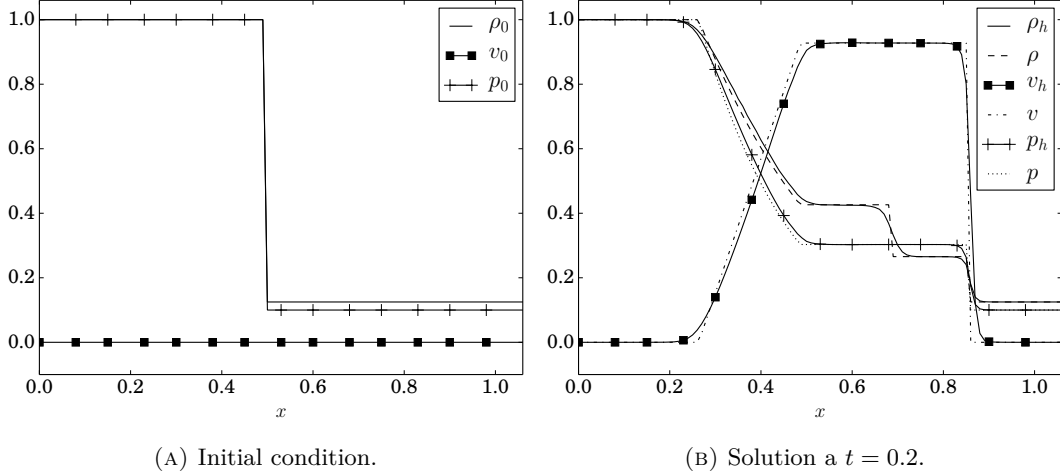 1.0
0.8
0.6
0.4
0.2
0.0
0.0 0.2 0.4 0.6 0.8 1.0
x
ρ₀
v₀
p₀
(A) Initial condition.
1.0
0.8
0.6
0.4
0.2
0.0
0.0 0.2 0.4 0.6 0.8 1.0
x
ρₕ
ρ
vₕ
v
pₕ
p
(B) Solution a t = 0.2.